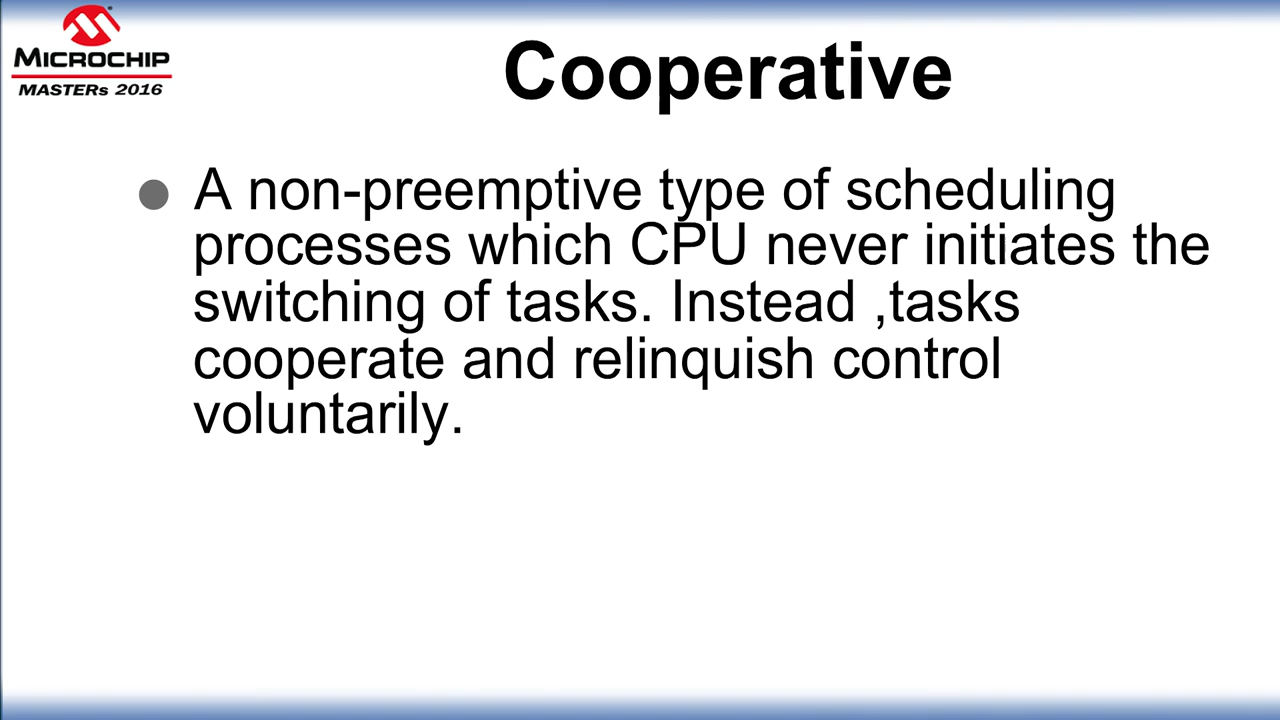 MICROCHIP
MASTERs 2016
Cooperative
A non-preemptive type of scheduling
processes which CPU never initiates the
switching of tasks. Instead ,tasks
cooperate and relinquish control
voluntarily.